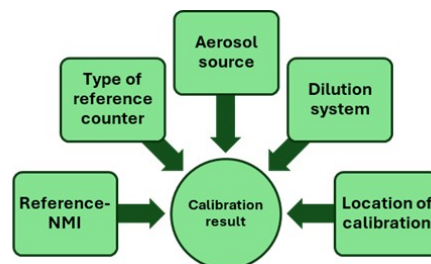 Aerosol
source
Type of
reference
counter
Dilution
system
Reference-
NMI
Calibration
result
Location of
calibration